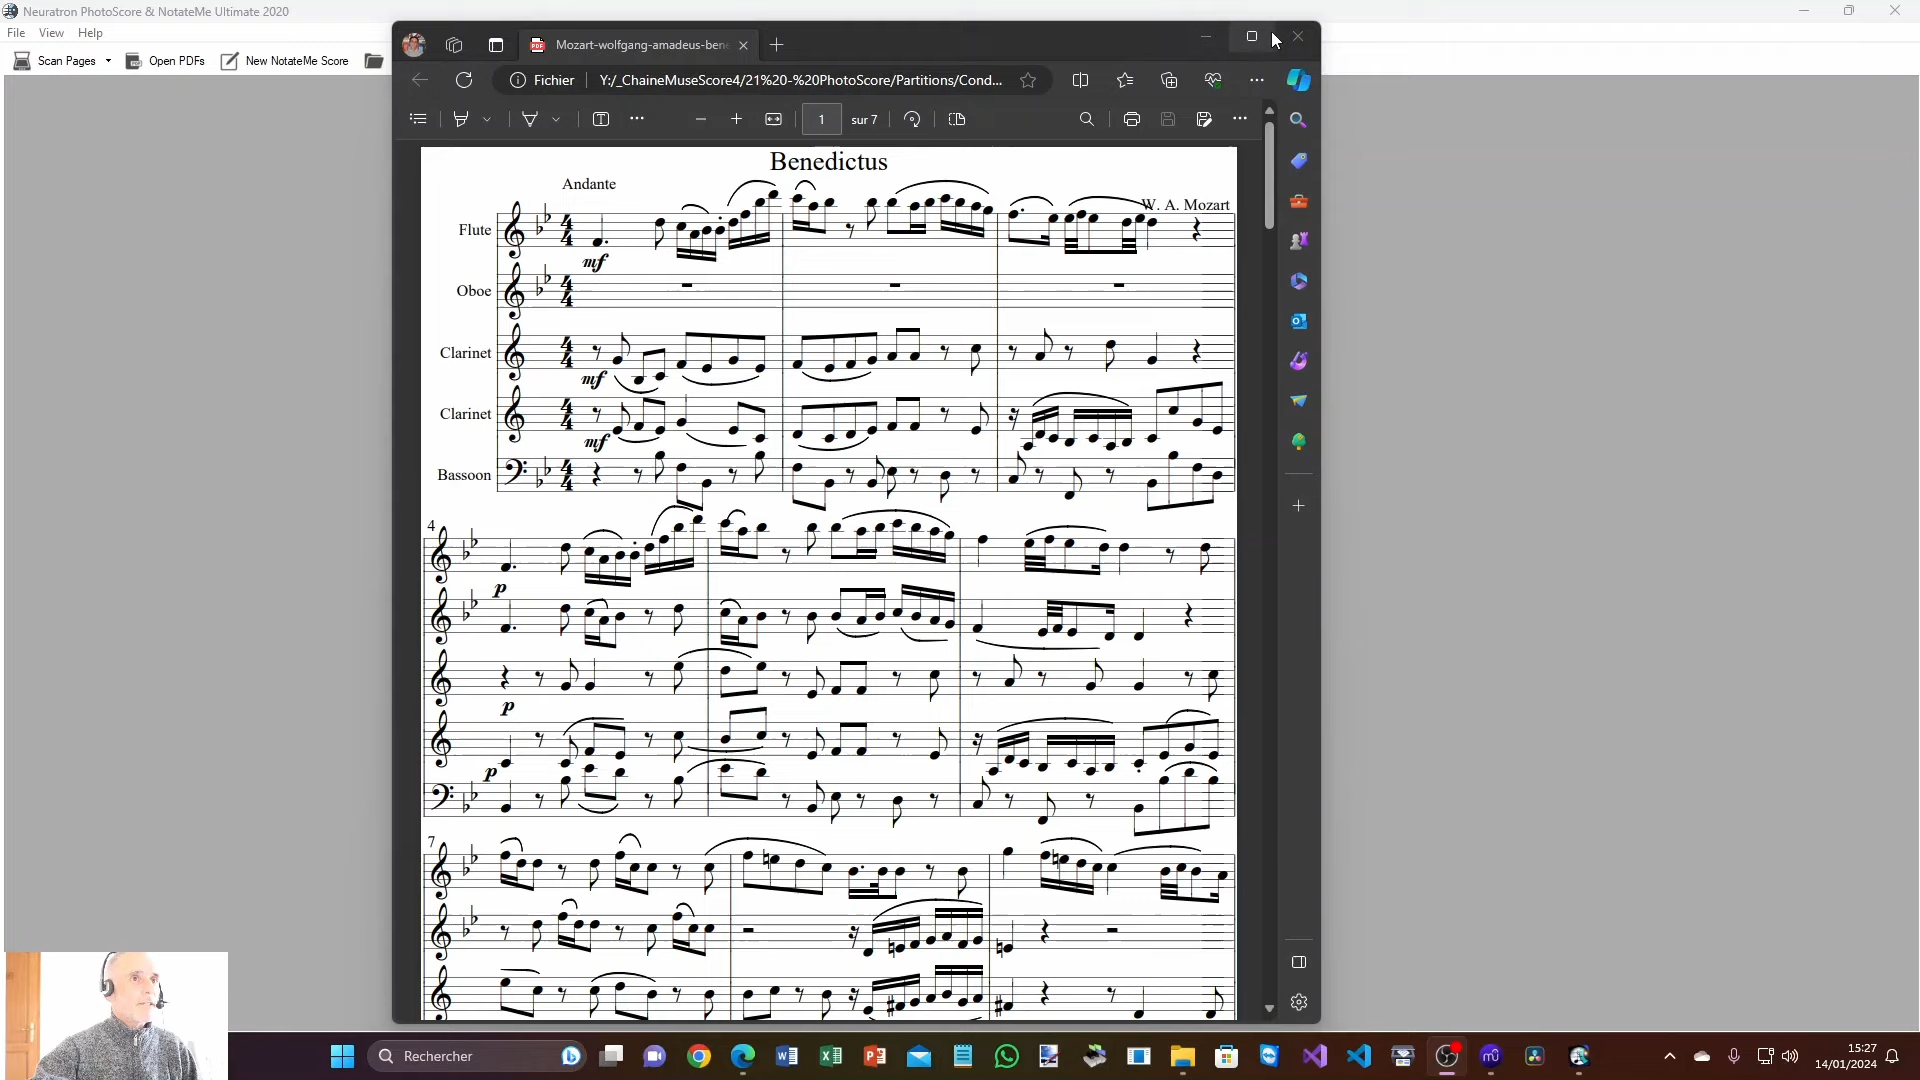 Neuratron PhotoScore & NotateMe Ultimate 2020
File View Help
Scan Pages Open PDFs New NotateMe Score
Mozart-wolfgang-amadeus-bene
Fichier Y:/_ChaineMuseScore4/21%20-%20PhotoScore/Partitions/Cond...
1 sur 7
Benedictus
Andante
W. A. Mozart
Flute
mf
Oboe
Clarinet
mf
Clarinet
mf
Bassoon
4
p
p
p
7
Rechercher
15:27
14/01/2024